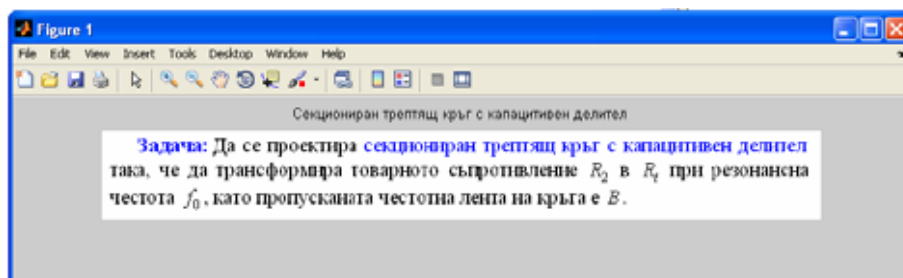 Figure 1
File Edit View Insert Tools Desktop Window Help
Секциониран трептящ кръг с капацитивен делител
Задача: Да се проектира секциониран трептящ кръг с капацитивен делител
така, че да трансформира товарното съпротивление R₂ в Rₜ при резонансна
честота f₀, като пропусканата честотна лента на кръга е B.